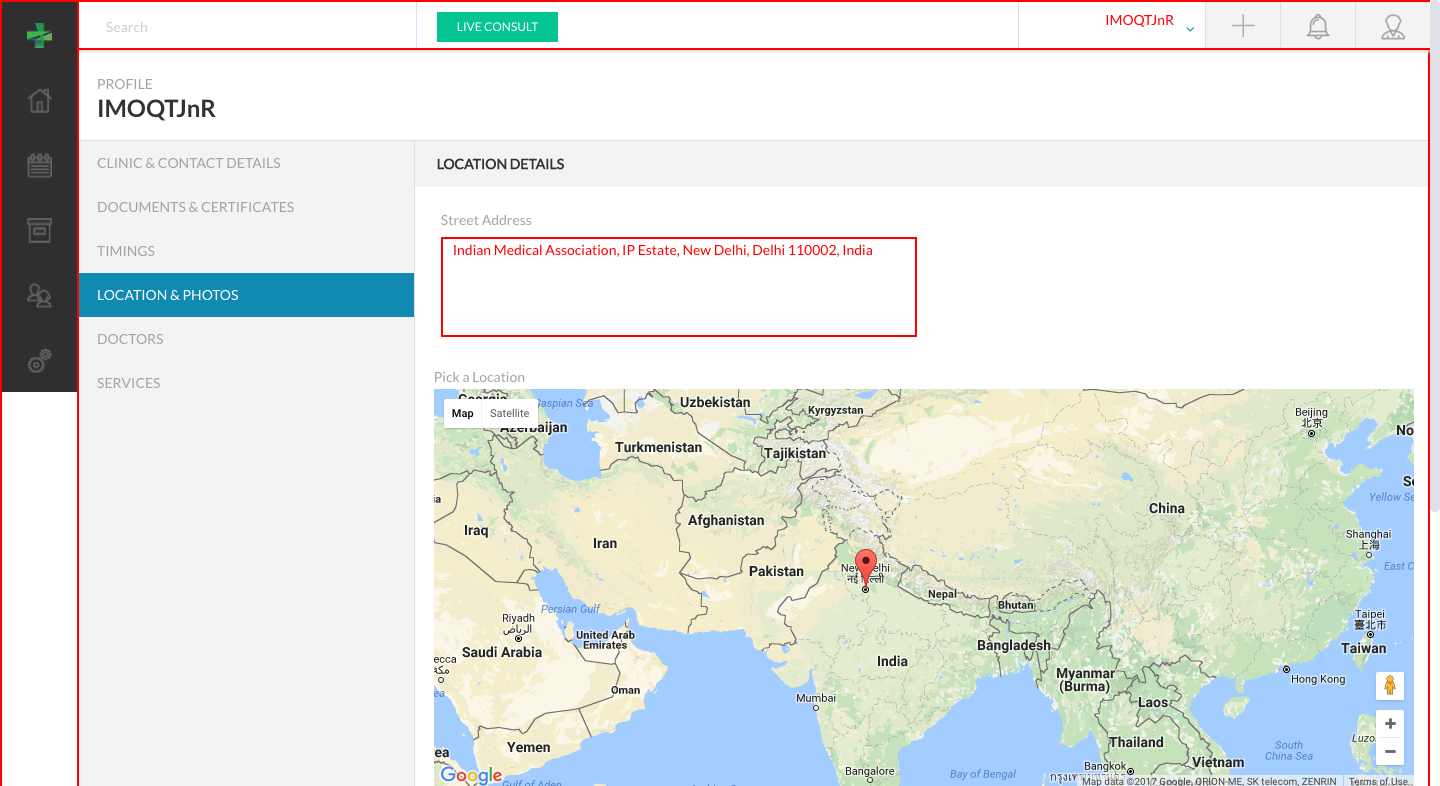 Search
LIVE CONSULT
IMOQTJnR
PROFILE
IMOQTJnR
CLINIC & CONTACT DETAILS
DOCUMENTS & CERTIFICATES
TIMINGS
LOCATION & PHOTOS
DOCTORS
SERVICES
LOCATION DETAILS
Street Address
Indian Medical Association, IP Estate, New Delhi, Delhi 110002, India
Pick a Location
Map
Satellite
Caspian Sea
Uzbekistan
Kyrgyzstan
Beijing
北京
Azerbaijan
Turkmenistan
Tajikistan
No
ia
China
Yellow Se
Iraq
Iran
Afghanistan
Shanghai
上海
Pakistan
New Delhi
नई दिल्ली
East C
Nepal
Bhutan
Persian Gulf
Riyadh
الرياض
United Arab
Emirates
Taipei
臺北市
Saudi Arabia
Bangladesh
Taiwan
ecca
مكة
India
Myanmar
(Burma)
Hong Kong
Oman
Mumbai
Laos
Yemen
Thailand
Luzo
South
China Sea
Vietnam
Google
Gulf of Aden
Bangalore
Bay of Bengal
Bangkok
Map data ©2017 Google, ORION-ME, SK telecom, ZENRIN
Terms of Use